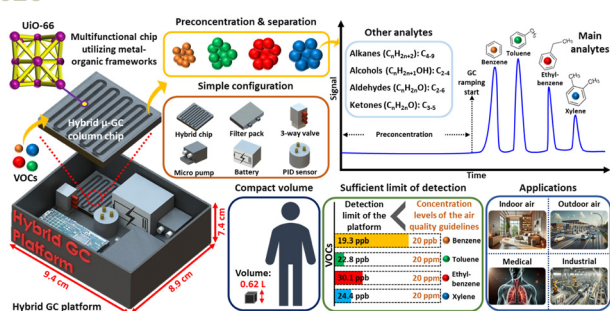 UiO-66
Multifunctional chip
utilizing metal-
organic frameworks
Hybrid μ-GC
column chip
VOCs
Hybrid GC
Platform
9.4 cm
8.9 cm
7.4 cm
Hybrid GC platform
Preconcentration & separation
Simple configuration
Hybrid chip
Filter pack
3-way valve
Micro pump
Battery
PID sensor
Other analytes
Alkanes (CnH2n+2): C4-9
Alcohols (CnH2n+1OH): C2-4
Aldehydes (CnH2nO): C2-6
Ketones (CnH2nO): C3-5
Signal
Preconcentration
GC
ramping
start
Time
Main
analytes
Benzene
Toluene
CH3
CH3
Ethyl-
benzene
CH3
CH3
Xylene
Compact volume
Volume:
0.62 L
Sufficient limit of detection
Detection
limit of the
platform
<
Concentration
levels of the air
quality guidelines
VOCs
19.3 ppb
20 ppb
Benzene
22.8 ppb
20 ppm
Toluene
30.1 ppb
20 ppm
Ethyl-
benzene
24.4 ppb
20 ppm
Xylene
Applications
Indoor air
Outdoor air
Medical
Industrial